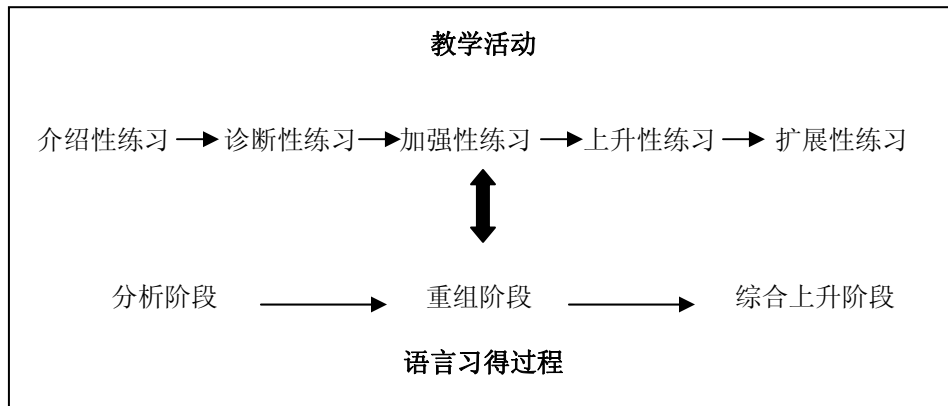 教学活动
介绍性练习 诊断性练习 加强性练习 上升性练习 扩展性练习
分析阶段 重组阶段 综合上升阶段
语言习得过程